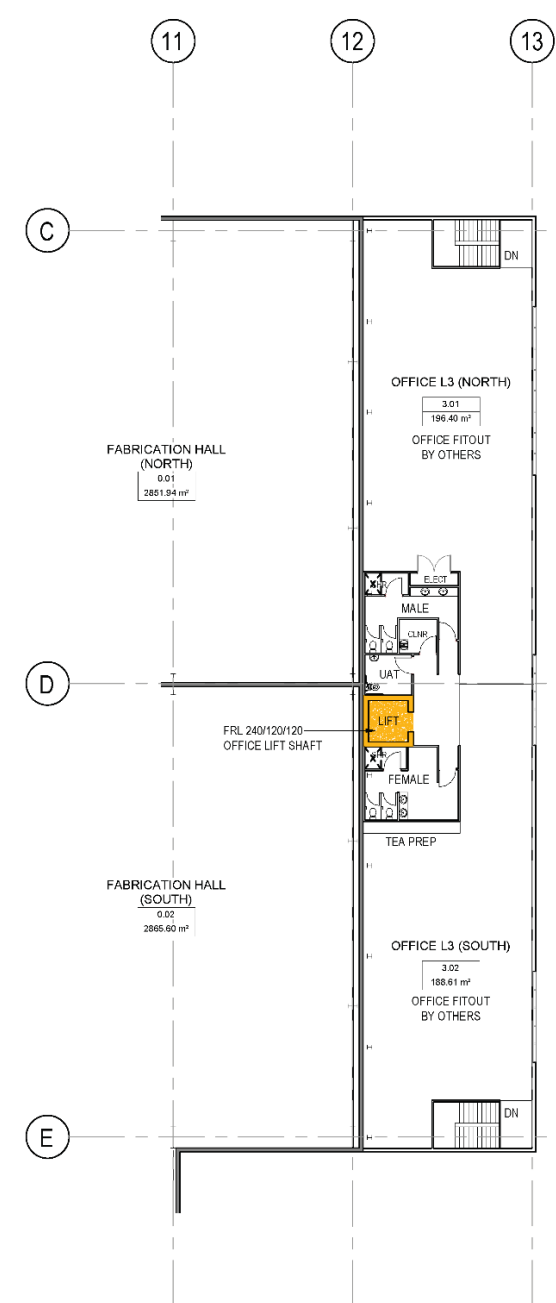 11
12
13
C
DN
OFFICE L3 (NORTH)
3.01
196.40 m²
OFFICE FITOUT
BY OTHERS
FABRICATION HALL
(NORTH)
0.01
2851.94 m²
ELECT
MALE
CLNR
UAT
D
LIFT
FRL 240/120/120
OFFICE LIFT SHAFT
FEMALE
TEA PREP
FABRICATION HALL
(SOUTH)
0.02
2865.60 m²
OFFICE L3 (SOUTH)
3.02
188.61 m²
OFFICE FITOUT
BY OTHERS
DN
E